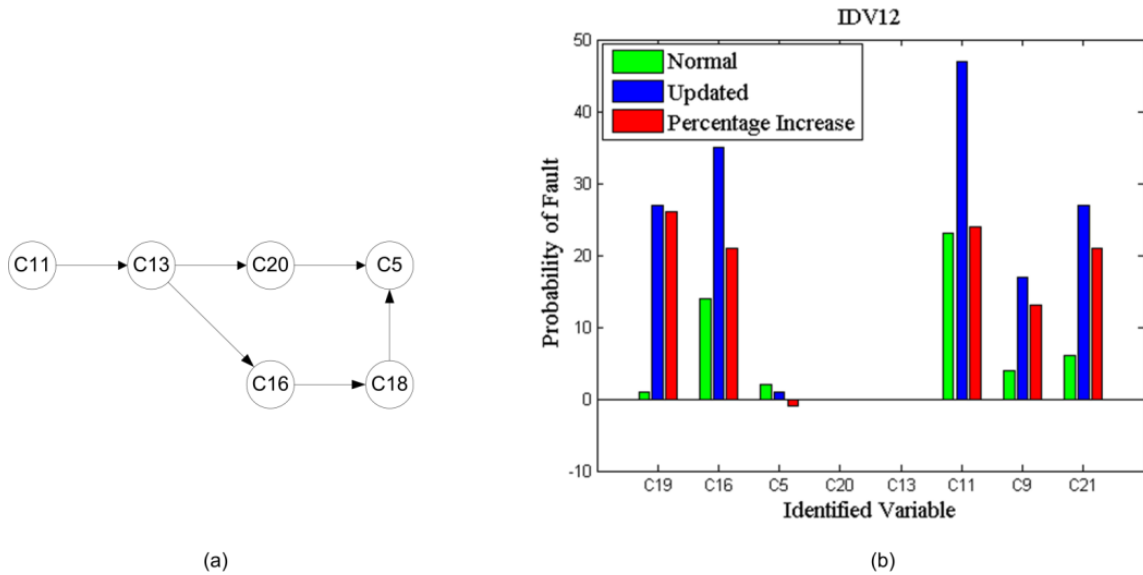 C11
C13
C20
C5
C16
C18
(a)
IDV12
Normal
Updated
Percentage Increase
Probability of Fault
50
40
30
20
10
0
-10
C19 C16 C5 C20 C13 C11 C9 C21
Identified Variable
(b)